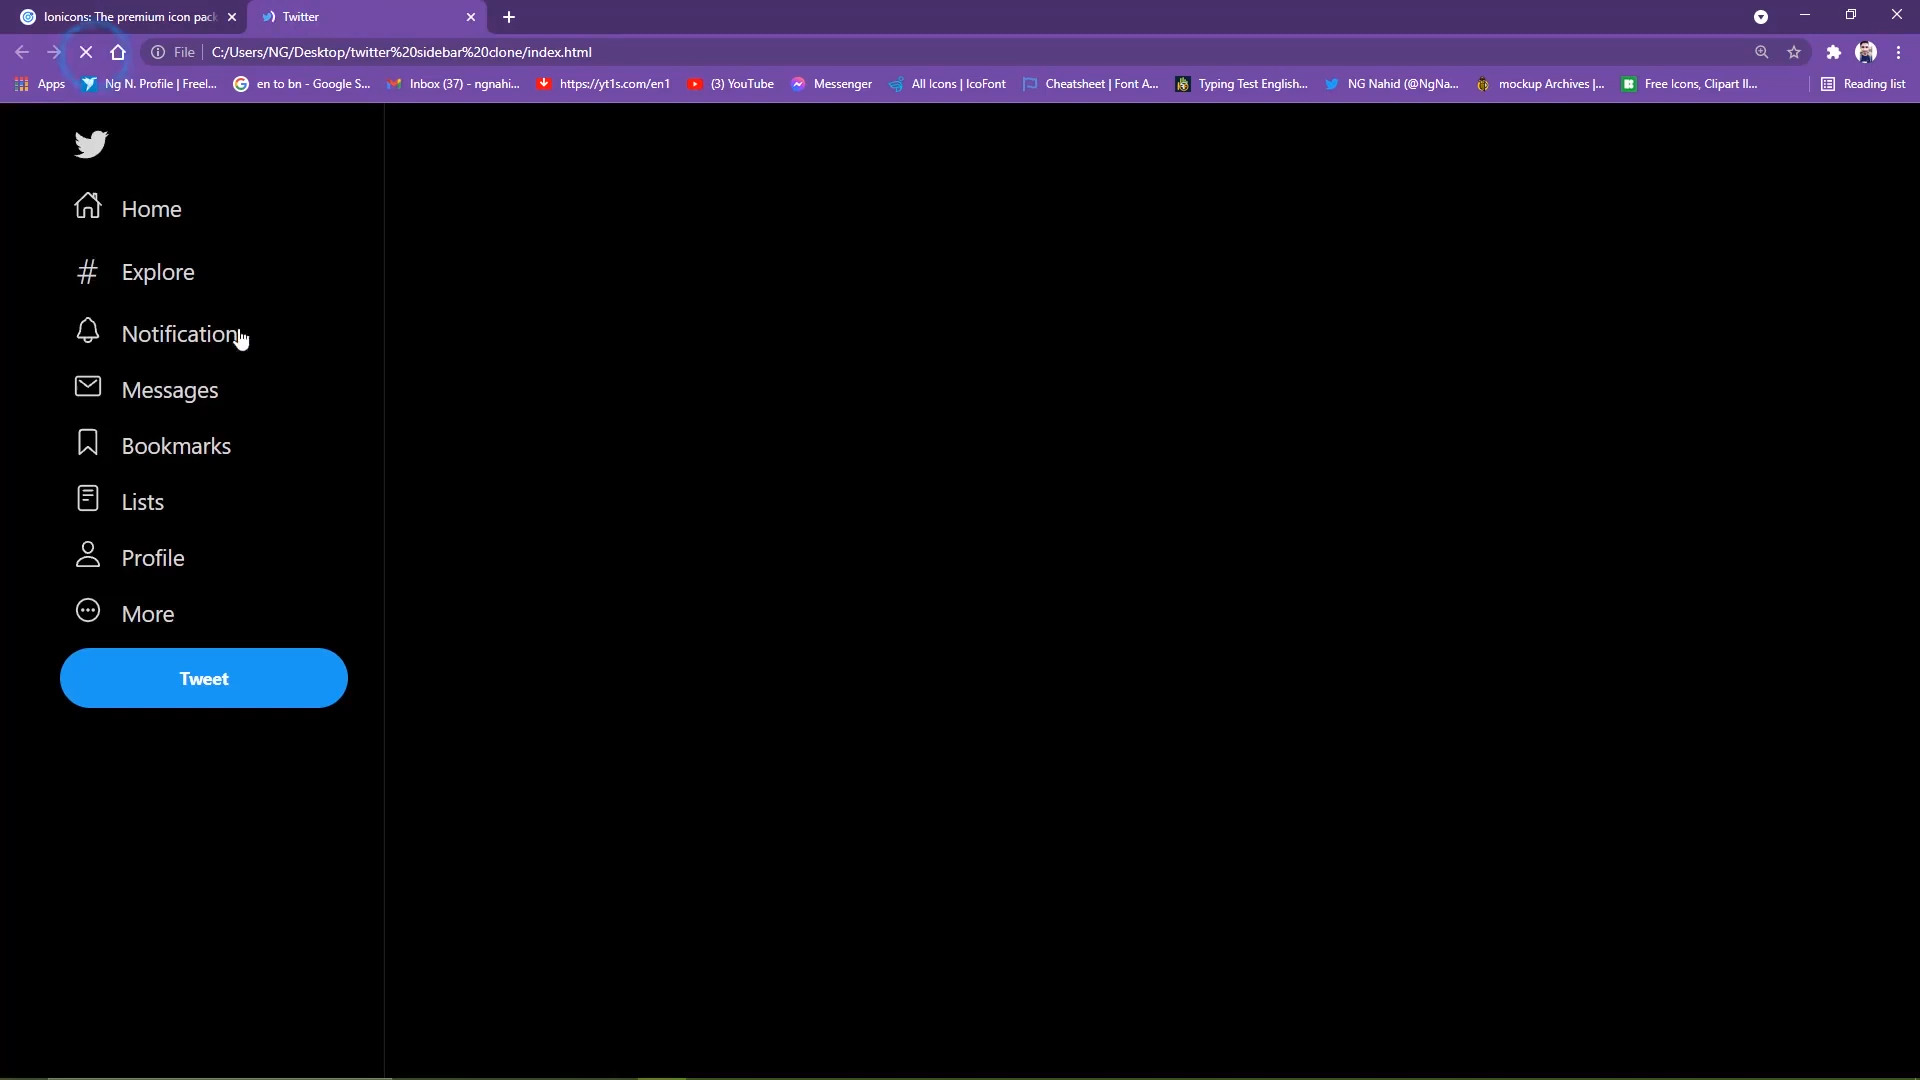 Ionicons: The premium icon pack
Twitter
File C:/Users/NG/Desktop/twitter%20sidebar%20clone/index.html
Apps Ng N. Profile | Freel... en to bn - Google S... Inbox (37) - ngnahi... https://yt1s.com/en1 (3) YouTube Messenger All Icons | IcoFont Cheatsheet | Font A... Typing Test English... NG Nahid (@NgNa... mockup Archives |... Free Icons, Clipart Il... Reading list
Home
# Explore
Notification
Messages
Bookmarks
Lists
Profile
More
Tweet